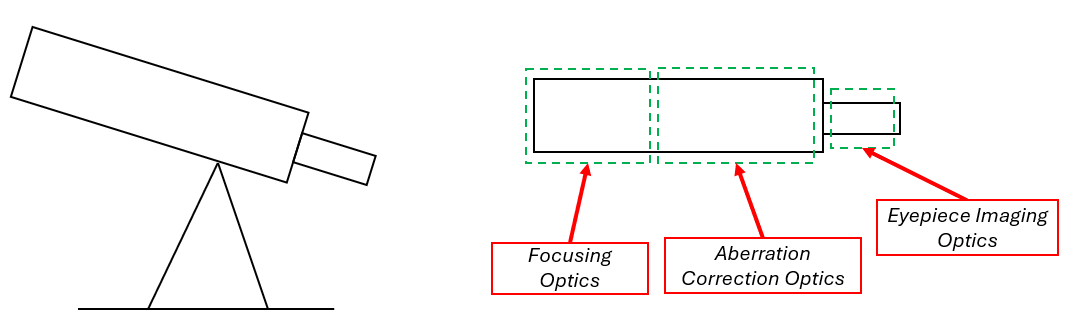 Focusing
Optics
Aberration
Correction Optics
Eyepiece Imaging
Optics